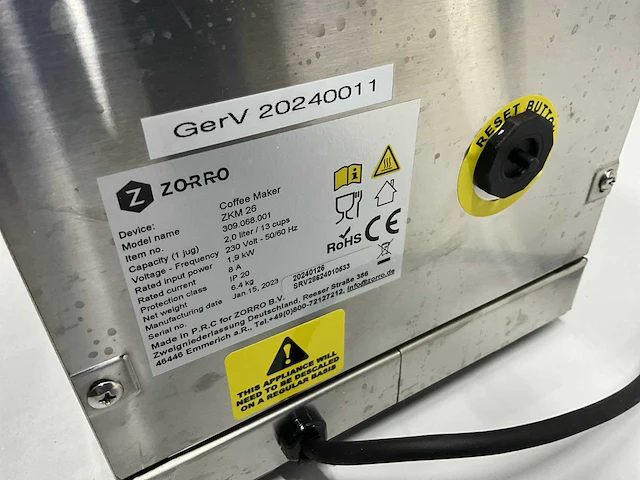 GerV 20240011
RESET BUTTON
Z ZORRO
Device: Coffee Maker
Model name ZKM 26
Item no. 309.068.001
Capacity (1 jug) 2,0 liter / 13 cups
Voltage - Frequency 230 Volt - 50/60 Hz
Rated input power 1,9 kW
Rated current 8 A
Protection class IP 20
Net weight 6.4 kg
Manufacturing date Jan.15, 2023 20240126
Serial no. SRV28624010533
Made in P.R.C for ZORRO B.V.
Zweigniederlassung Deutschland, Reeser Straße 386
46446 Emmerich a.R., Tel.+49(0)800-72127212, info@zorro.de
RoHS CE
THIS APPLIANCE WILL
NEED TO BE DESCALED
ON A REGULAR BASIS